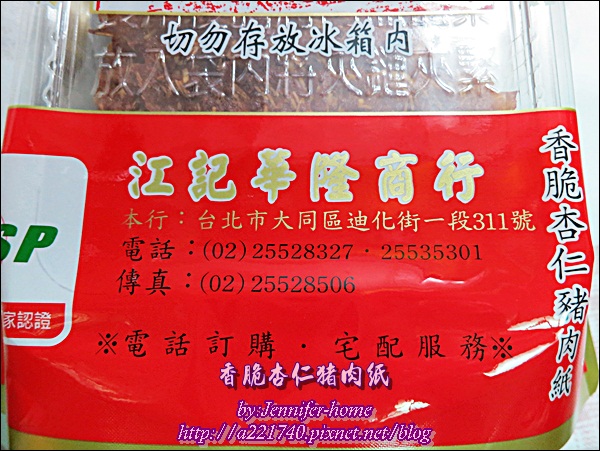 切勿存放冰箱內
江記華隆商行
本行：台北市大同區迪化街一段311號
電話：(02)25528327·25535301
傳真：(02)25528506
※電話訂購·宅配服務※
香脆杏仁豬肉紙
SP
家認證
香脆杏仁豬肉紙
by:Jennifer-home
http://a221740.pixnet.net/blog